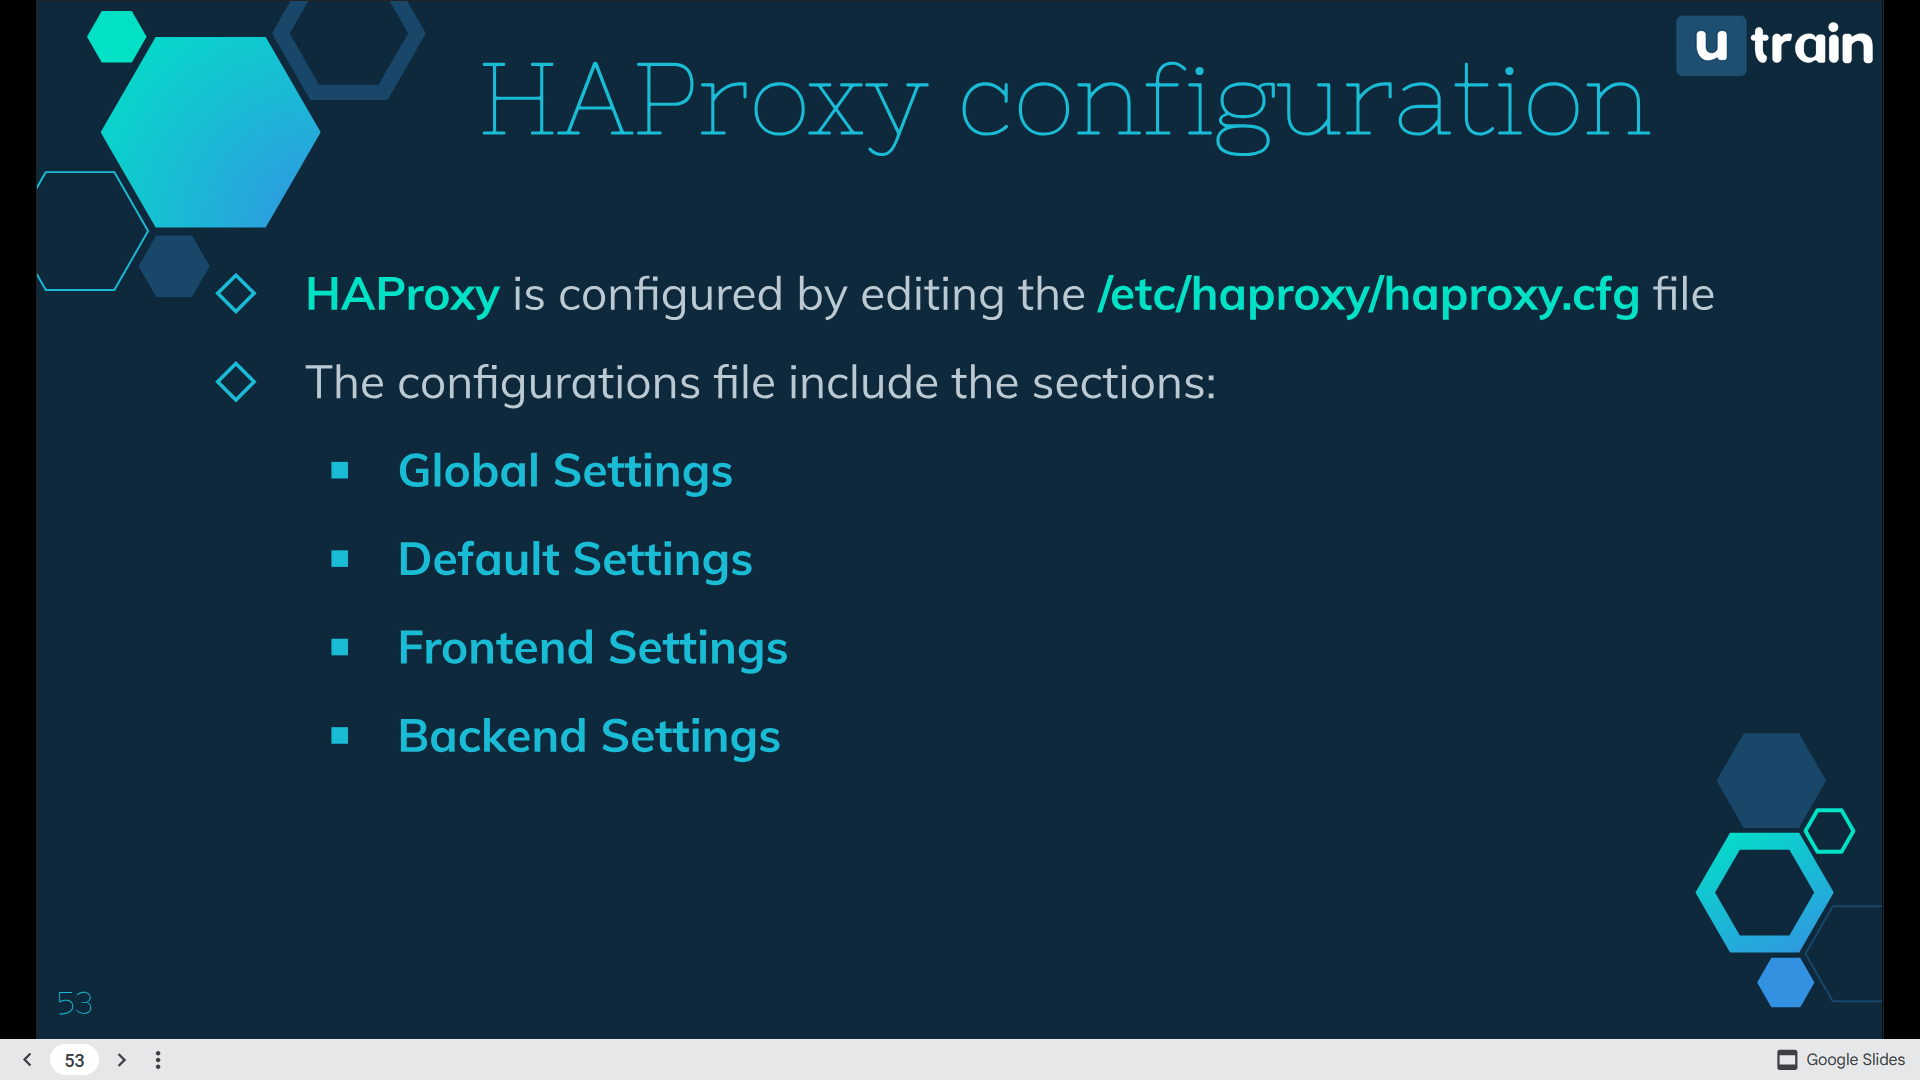 u train
HAProxy configuration
HAProxy is configured by editing the /etc/haproxy/haproxy.cfg file
The configurations file include the sections:
Global Settings
Default Settings
Frontend Settings
Backend Settings
53
53
Google Slides